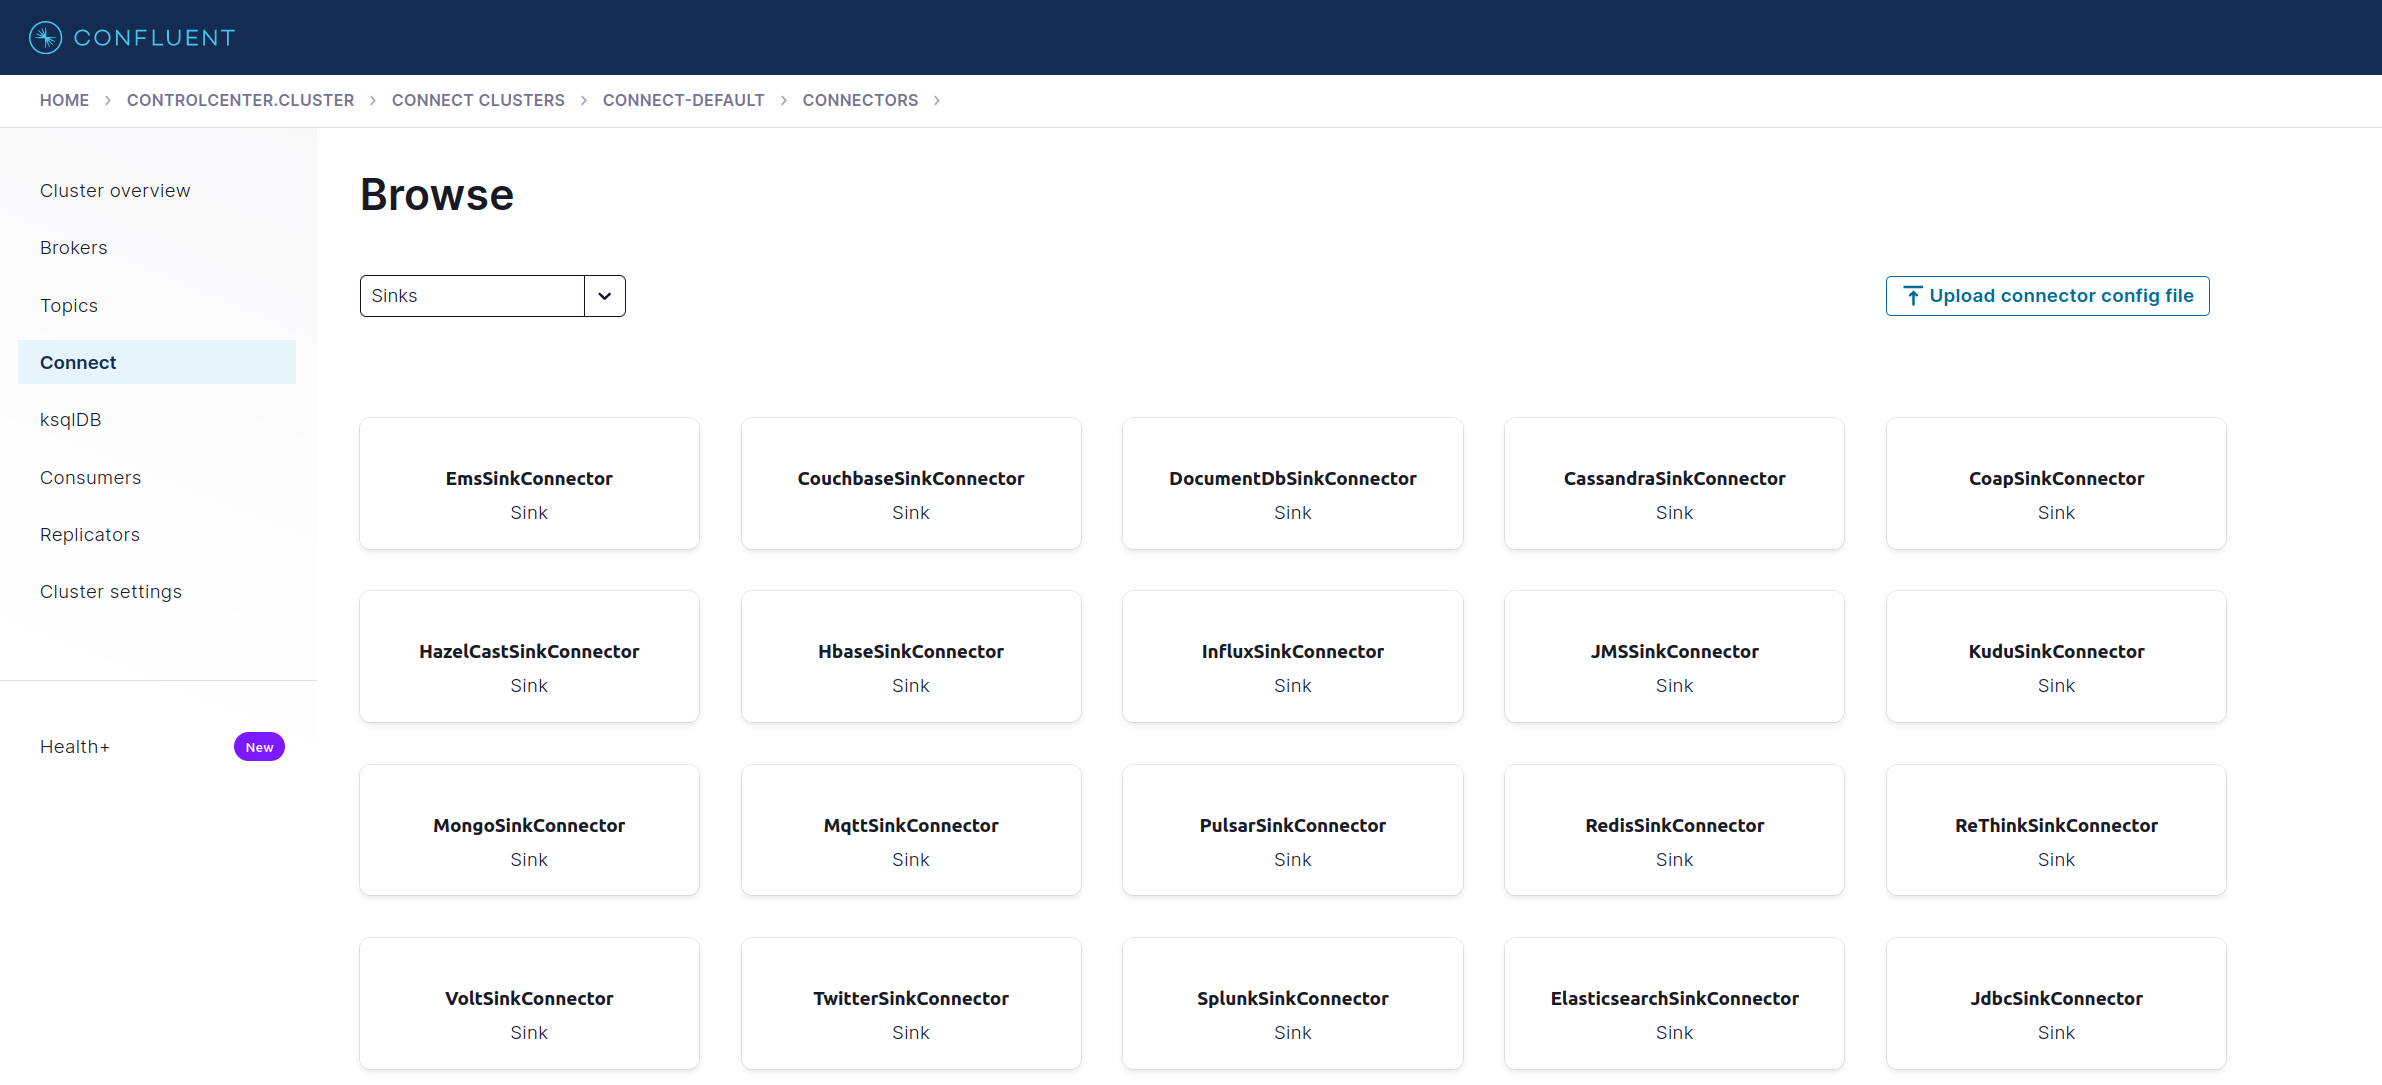 CONFLUENT
HOME > CONTROLCENTER.CLUSTER > CONNECT CLUSTERS > CONNECT-DEFAULT > CONNECTORS >
Cluster overview
Brokers
Topics
Connect
ksqlDB
Consumers
Replicators
Cluster settings
Health+ New
Browse
Sinks
Upload connector config file
EmsSinkConnector CouchbaseSinkConnector DocumentDbSinkConnector CassandraSinkConnector CoapSinkConnector
Sink Sink Sink Sink Sink
HazelCastSinkConnector HbaseSinkConnector InfluxSinkConnector JMSSinkConnector KuduSinkConnector
Sink Sink Sink Sink Sink
MongoSinkConnector MqttSinkConnector PulsarSinkConnector RedisSinkConnector ReThinkSinkConnector
Sink Sink Sink Sink Sink
VoltSinkConnector TwitterSinkConnector SplunkSinkConnector ElasticsearchSinkConnector JdbcSinkConnector
Sink Sink Sink Sink Sink